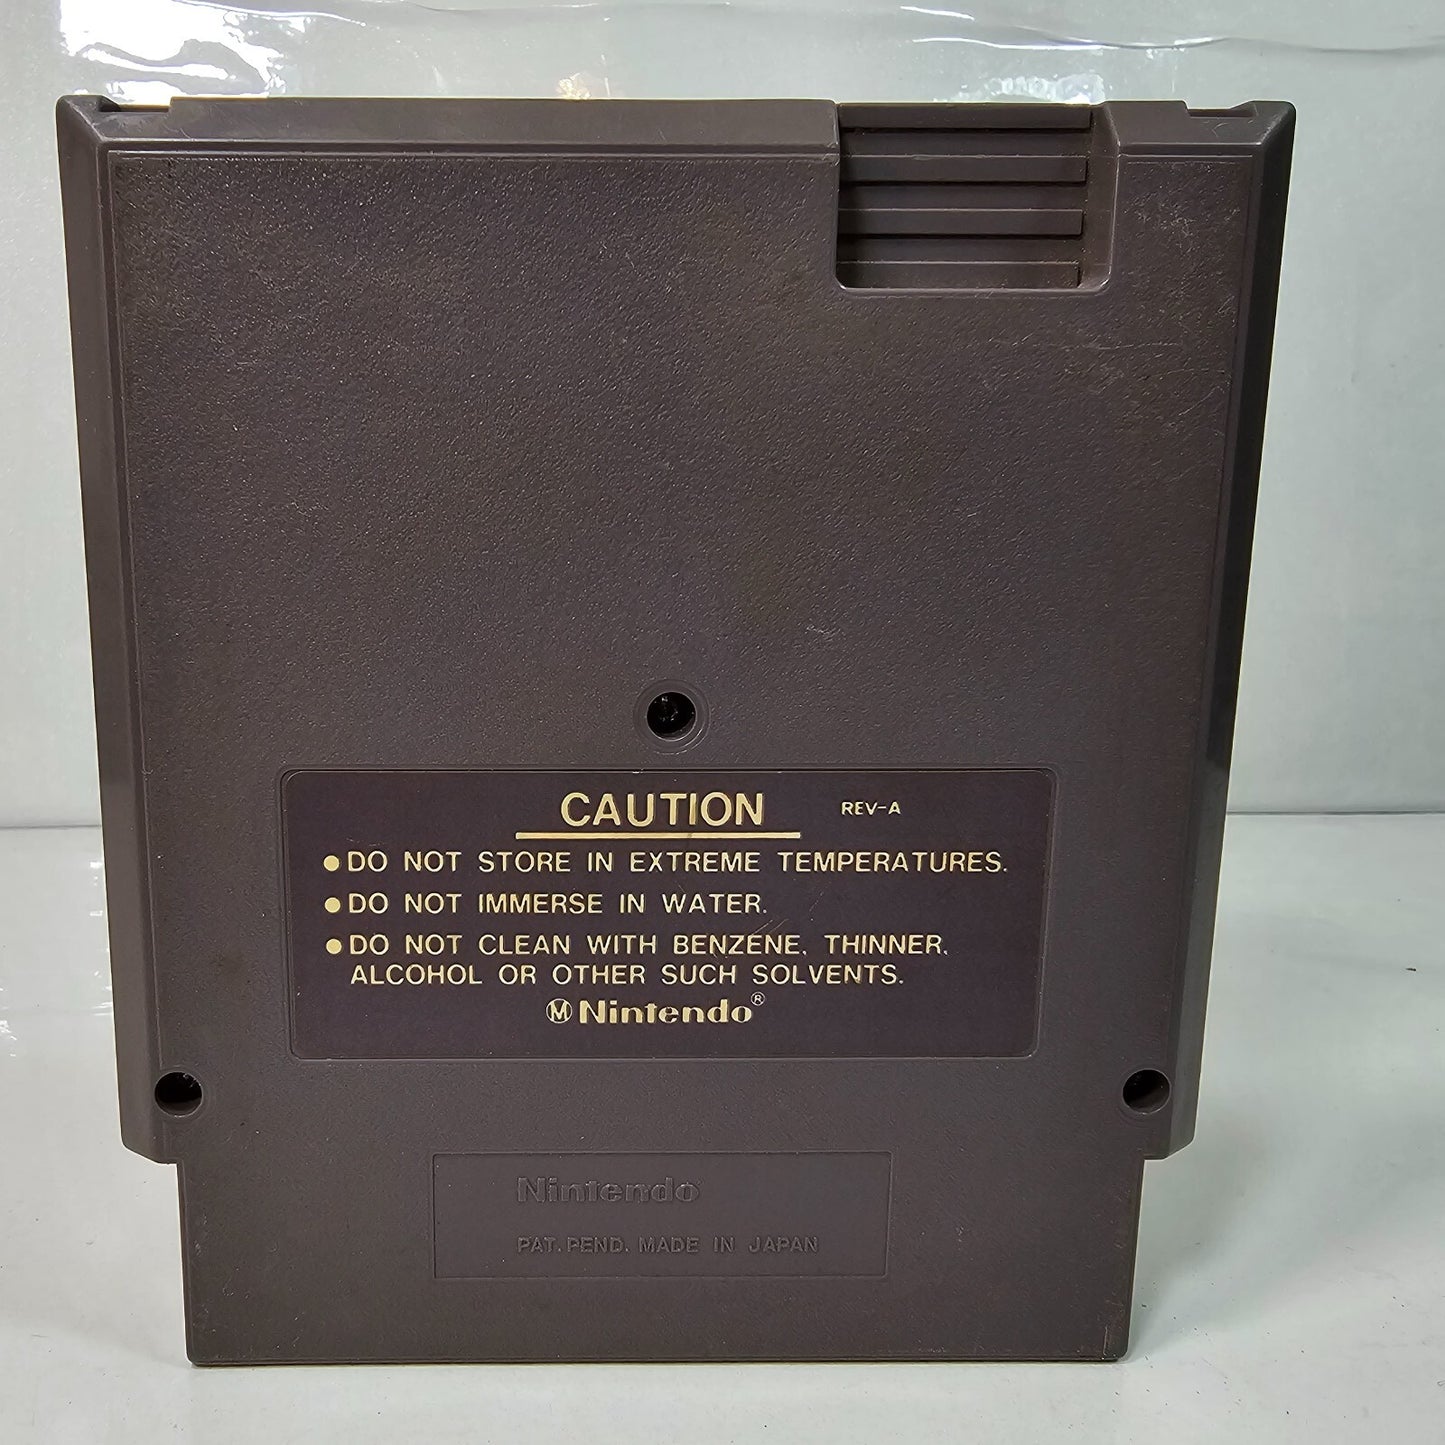 CAUTION REV-A
●DO NOT STORE IN EXTREME TEMPERATURES.
●DO NOT IMMERSE IN WATER.
●DO NOT CLEAN WITH BENZENE, THINNER,
ALCOHOL OR OTHER SUCH SOLVENTS.
Ⓜ Nintendo®
Nintendo
PAT. PEND. MADE IN JAPAN